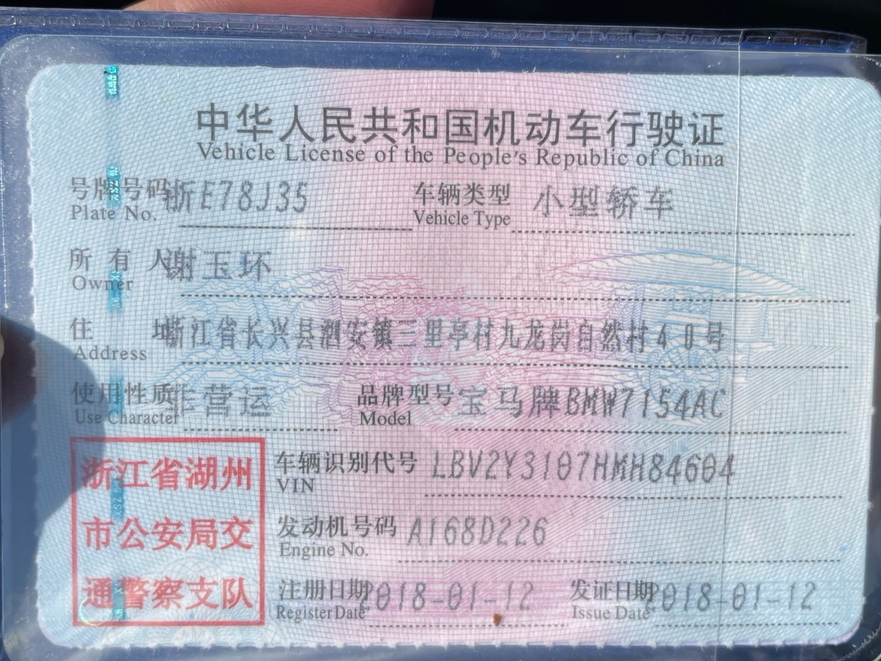 中华人民共和国机动车行驶证
Vehicle License of the People's Republic of China
号牌号码 浙E78J35 车辆类型 小型轿车
Plate No. Vehicle Type
所有人 谢玉环
Owner
住址 浙江省长兴县泗安镇三里亭村九龙岗自然村40号
Address
使用性质 非营运 品牌型号 宝马牌BMW7154AC
Use Character Model
浙江省湖州
市公安局交
通警察支队
车辆识别代号 LBV2Y3107HMH84604
VIN
发动机号码 A168D226
Engine No.
注册日期 2018-01-12 发证日期 2018-01-12
Register Date Issue Date